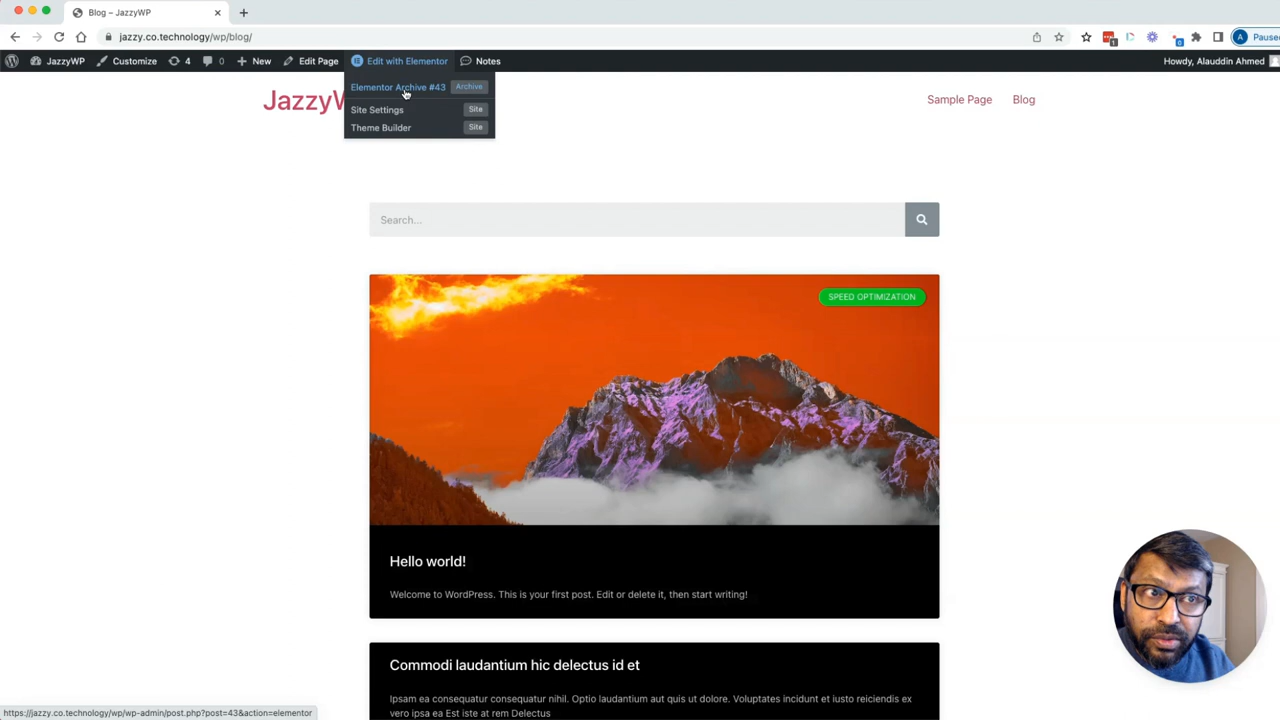 Blog – JazzyWP
jazzy.co.technology/wp/blog/
1
0
A
Paused
JazzyWP
Customize
4
0
New
Edit Page
Edit with Elementor
Notes
Howdy, Alauddin Ahmed
Elementor Archive #43 Archive
Site Settings Site
Theme Builder Site
JazzyW
Sample Page
Blog
Search...
SPEED OPTIMIZATION
Hello world!
Welcome to WordPress. This is your first post. Edit or delete it, then start writing!
Commodi laudantium hic delectus id et
Ipsam ea consequatur consequatur nihil. Optio laudantium aut quis ut dolore. Voluptates incidunt et iusto reiciendis ex
vero ipsa ea Est iste at rem Delectus
https://jazzy.co.technology/wp/wp-admin/post.php?post=43&action=elementor